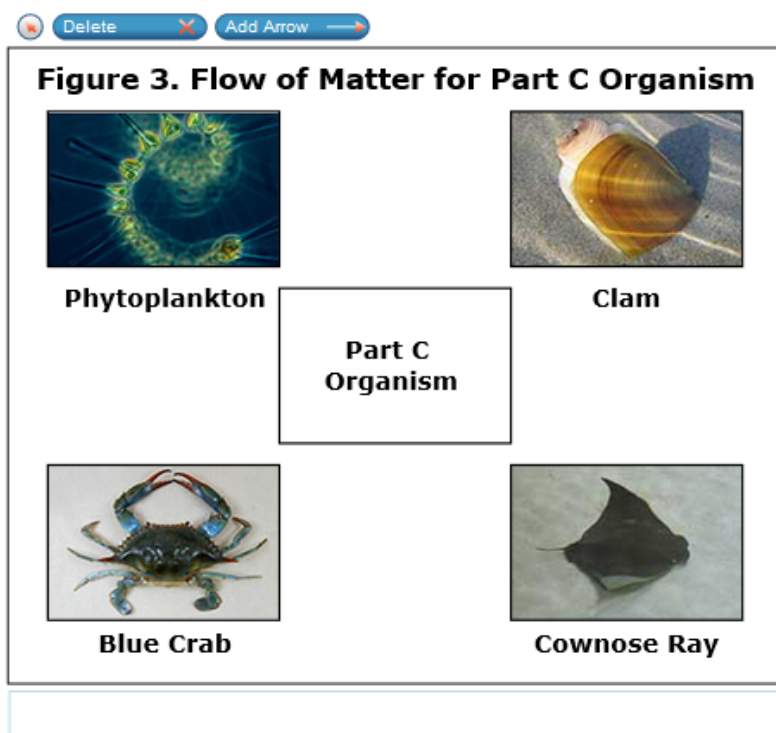 Delete
Add Arrow
Figure 3. Flow of Matter for Part C Organism
Phytoplankton
Clam
Part C
Organism
Blue Crab
Cownose Ray